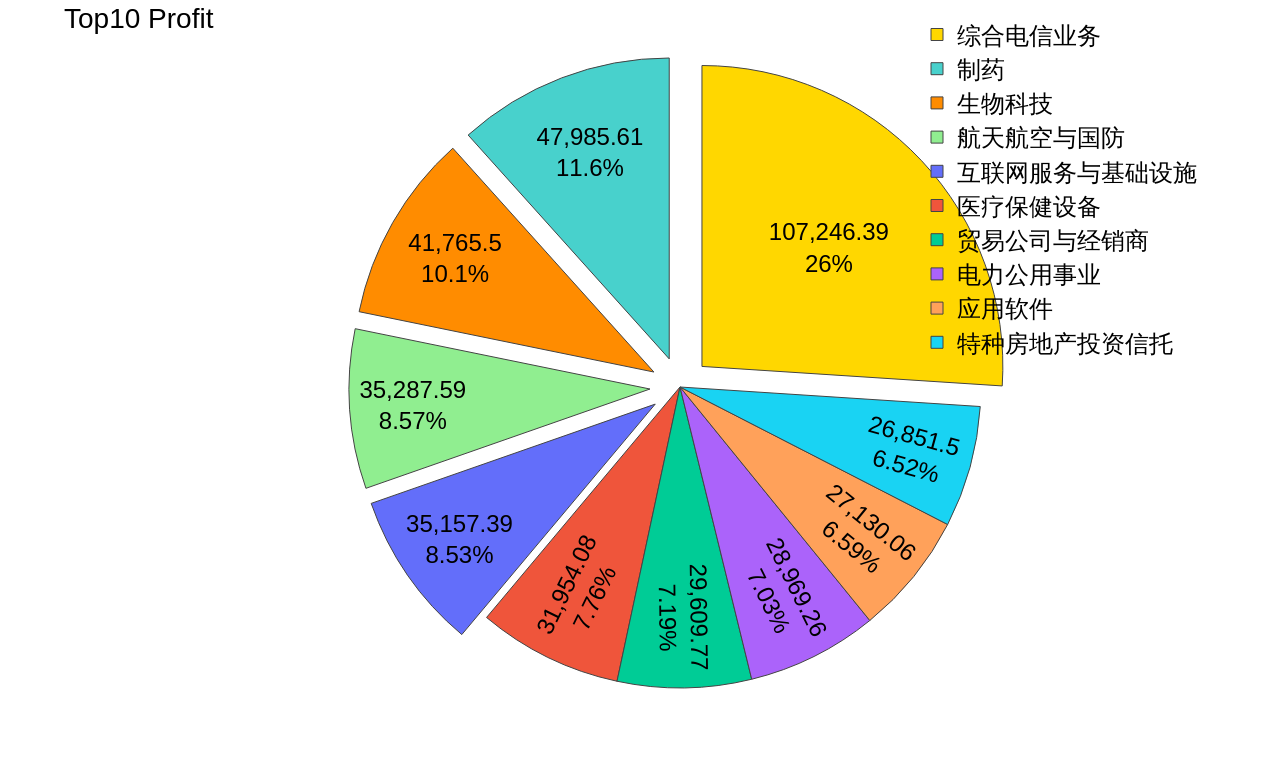 Top10 Profit
综合电信业务
制药
生物科技
航天航空与国防
互联网服务与基础设施
医疗保健设备
贸易公司与经销商
电力公用事业
应用软件
特种房地产投资信托
107,246.39
26%
47,985.61
11.6%
41,765.5
10.1%
35,287.59
8.57%
35,157.39
8.53%
31,954.08
7.76%
29,609.77
7.19%
28,969.26
7.03%
27,130.06
6.59%
26,851.5
6.52%